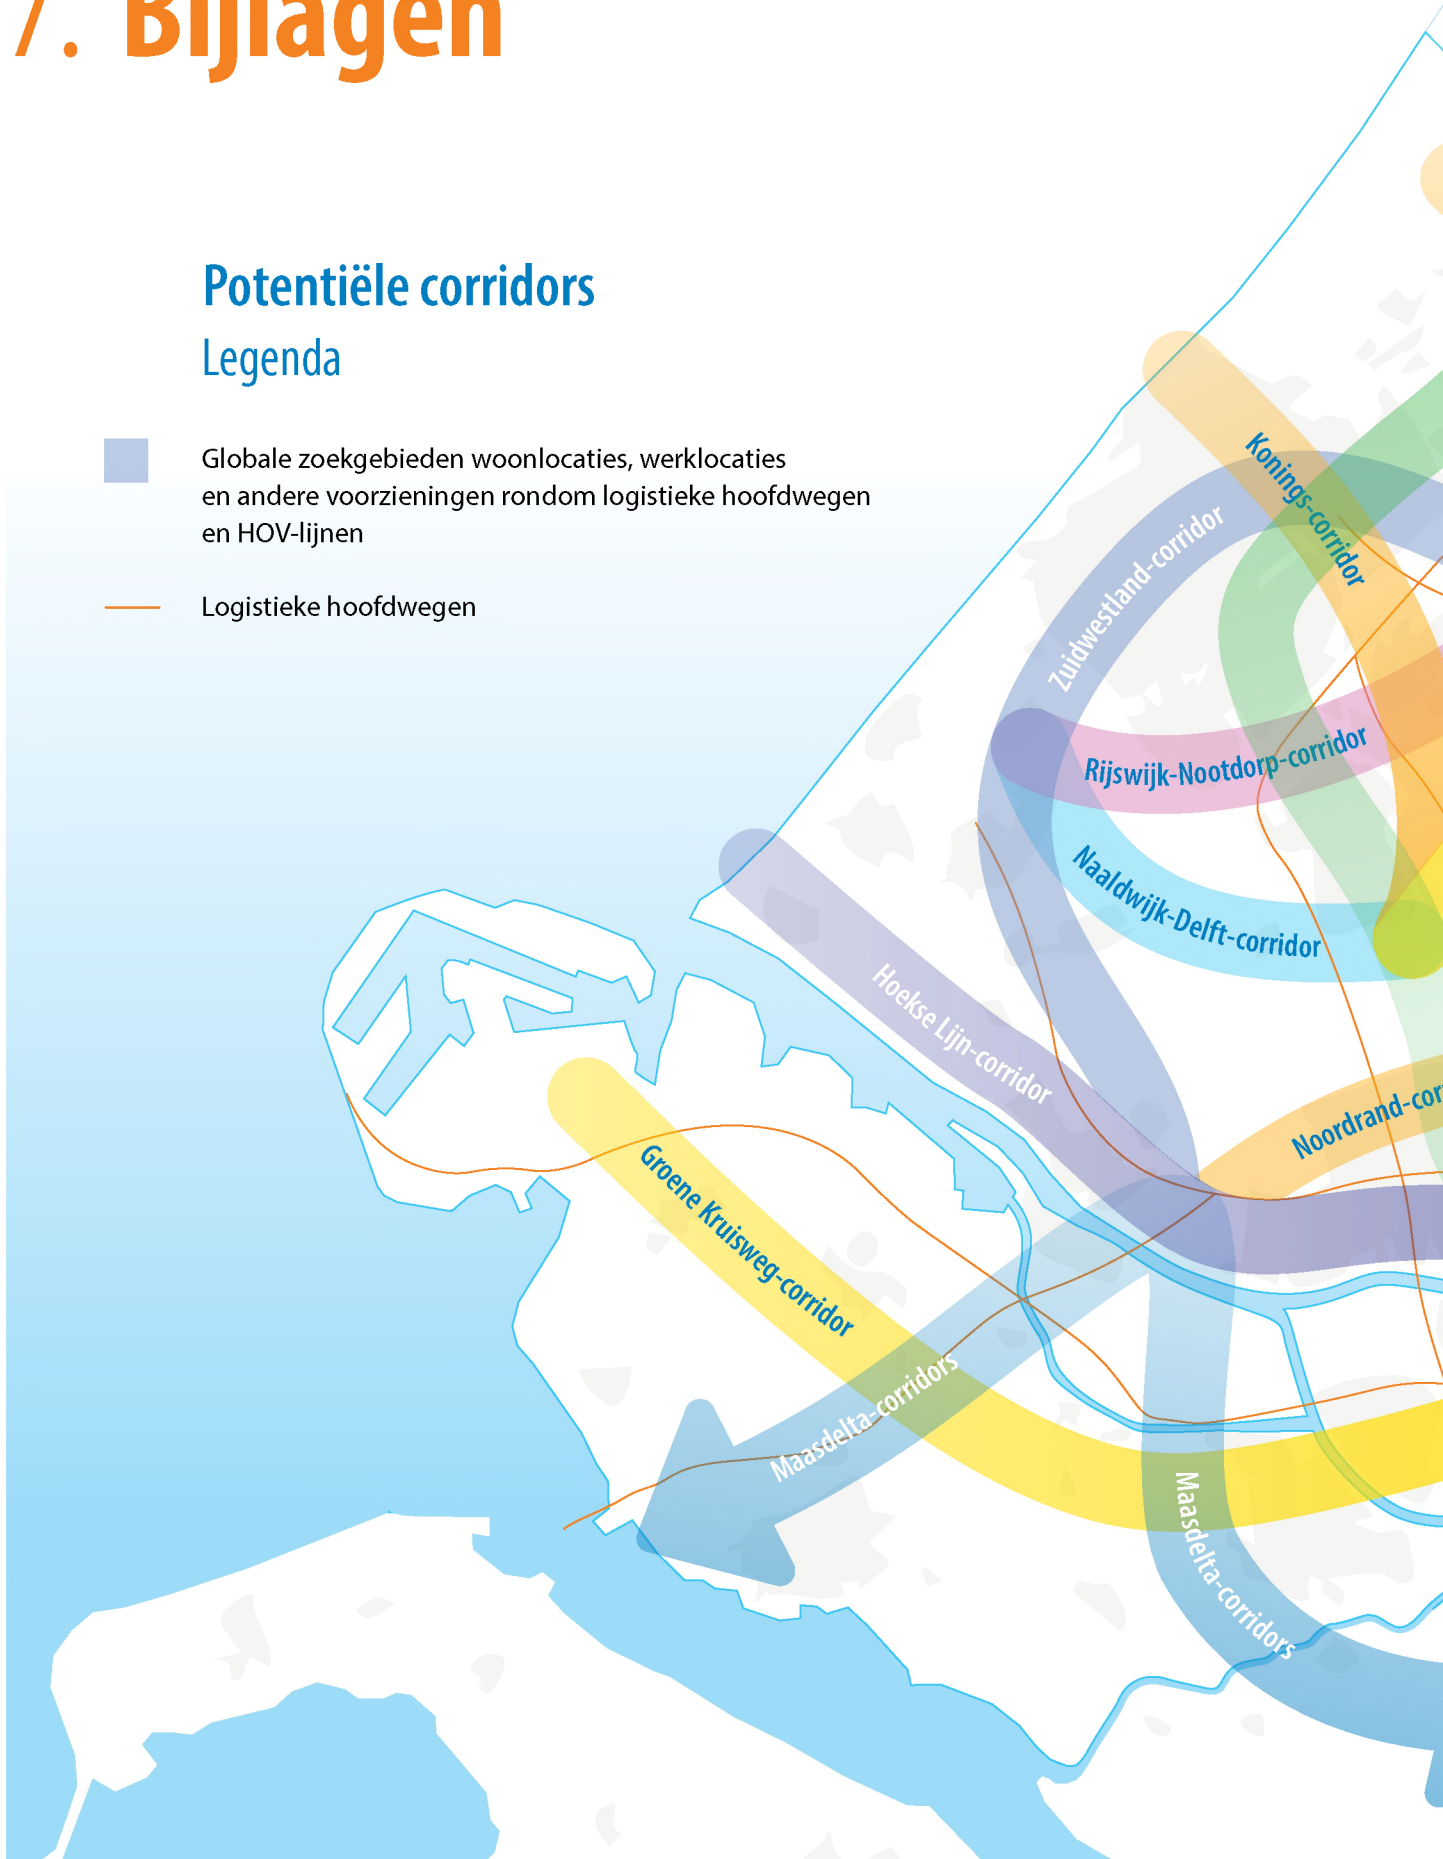 7. Bijlagen
Potentiële corridors
Legenda
Globale zoekgebieden woonlocaties, werklocaties
en andere voorzieningen rondom logistieke hoofdwegen
en HOV-lijnen
Logistieke hoofdwegen
Konings-corridor
Zuidwestland-corridor
Rijswijk-Nootdorp-corridor
Naaldwijk-Delft-corridor
Hoekse Lijn-corridor
Noordrand-cor
Groene Kruisweg-corridor
Maasdelta-corridors
Maasdelta-corridors